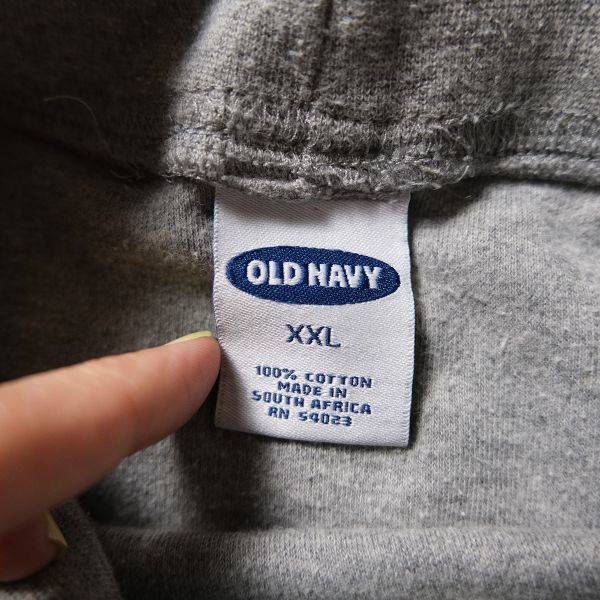 OLD NAVY
XXL
100% COTTON
MADE IN
SOUTH AFRICA
RN 54023